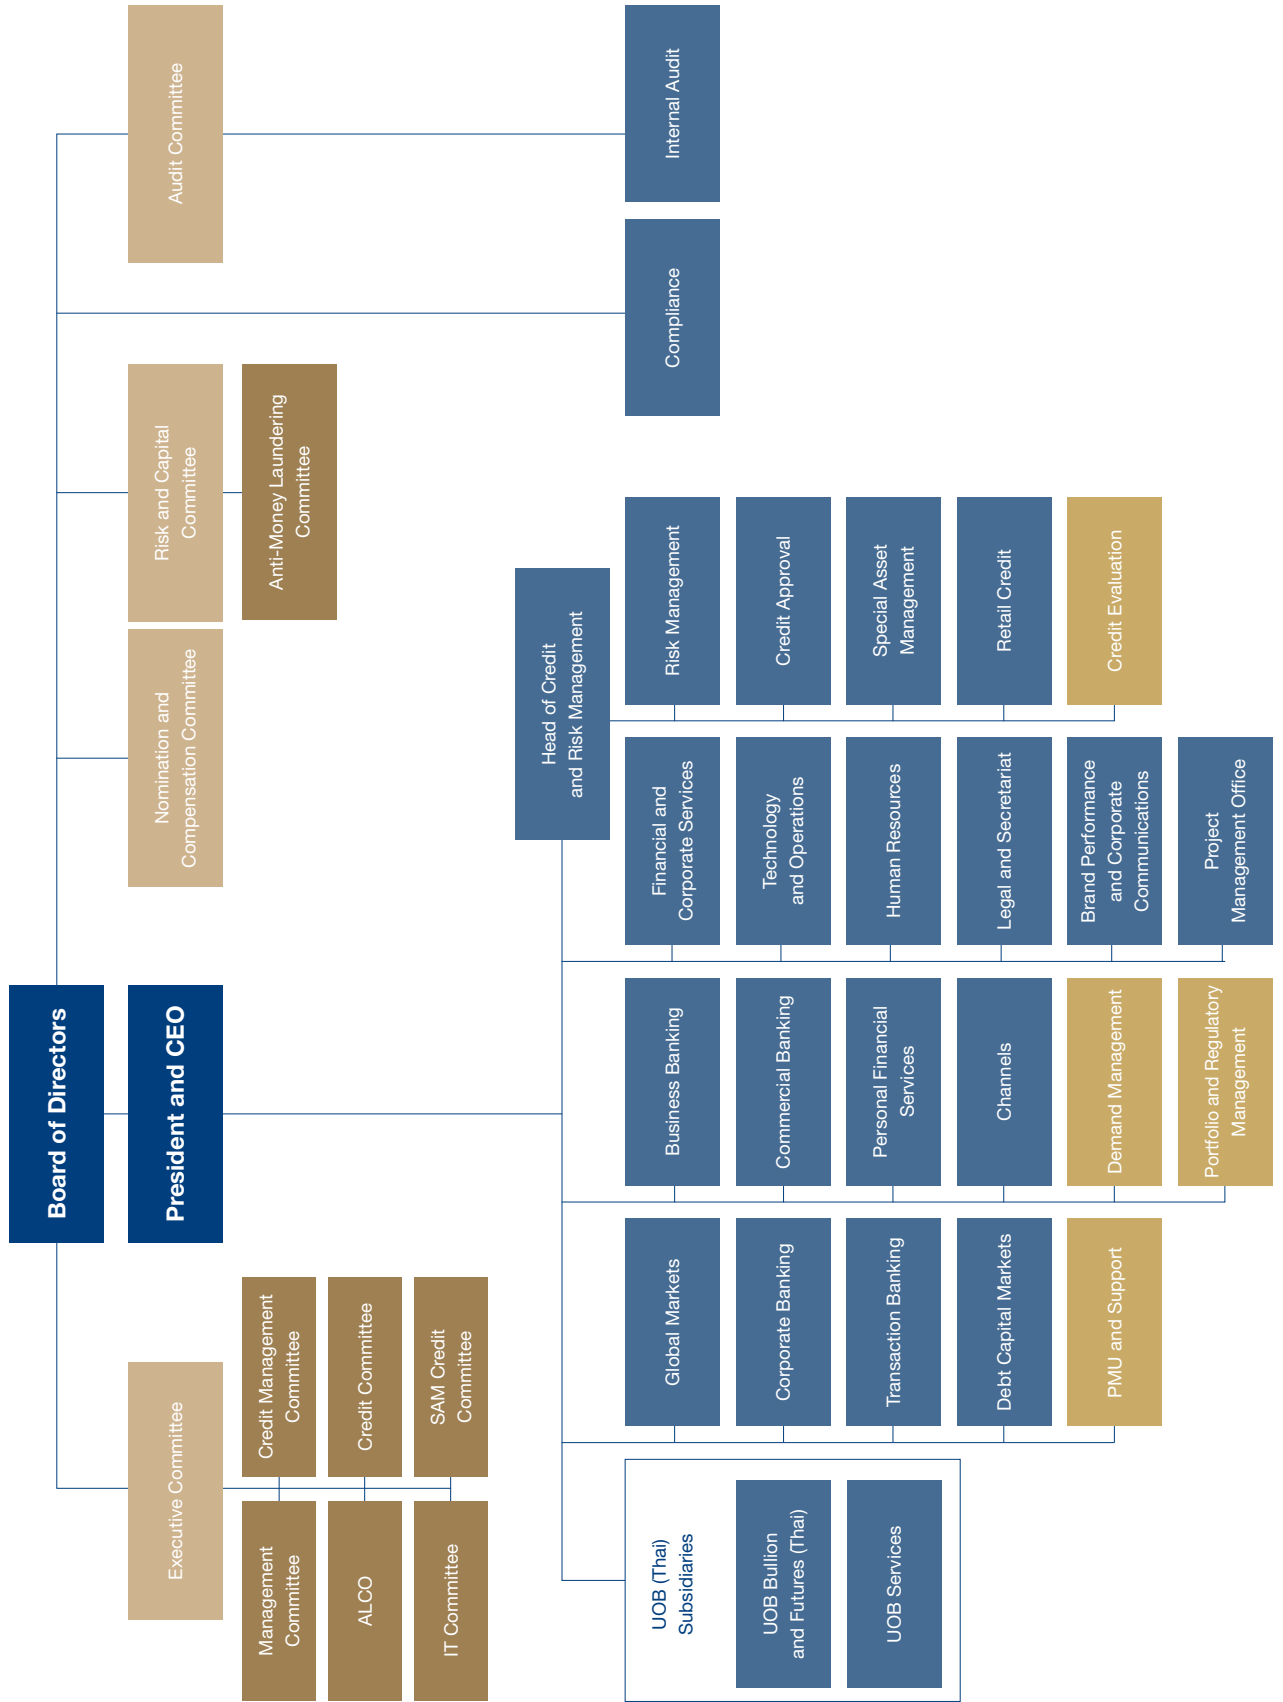 Board of Directors
President and CEO
Executive Committee
Management
Committee
Credit Management
Committee
ALCO
Credit Committee
IT Committee
SAM Credit
Committee
Nomination and
Compensation Committee
Risk and Capital
Committee
Anti-Money Laundering
Committee
Audit Committee
Head of Credit
and Risk Management
UOB (Thai)
Subsidiaries
UOB Bullion
and Futures (Thai)
UOB Services
Global Markets
Corporate Banking
Transaction Banking
Debt Capital Markets
PMU and Support
Business Banking
Commercial Banking
Personal Financial
Services
Channels
Demand Management
Portfolio and Regulatory
Management
Financial and
Corporate Services
Technology
and Operations
Human Resources
Legal and Secretariat
Brand Performance
and Corporate
Communications
Project
Management Office
Risk Management
Credit Approval
Special Asset
Management
Retail Credit
Credit Evaluation
Compliance
Internal Audit